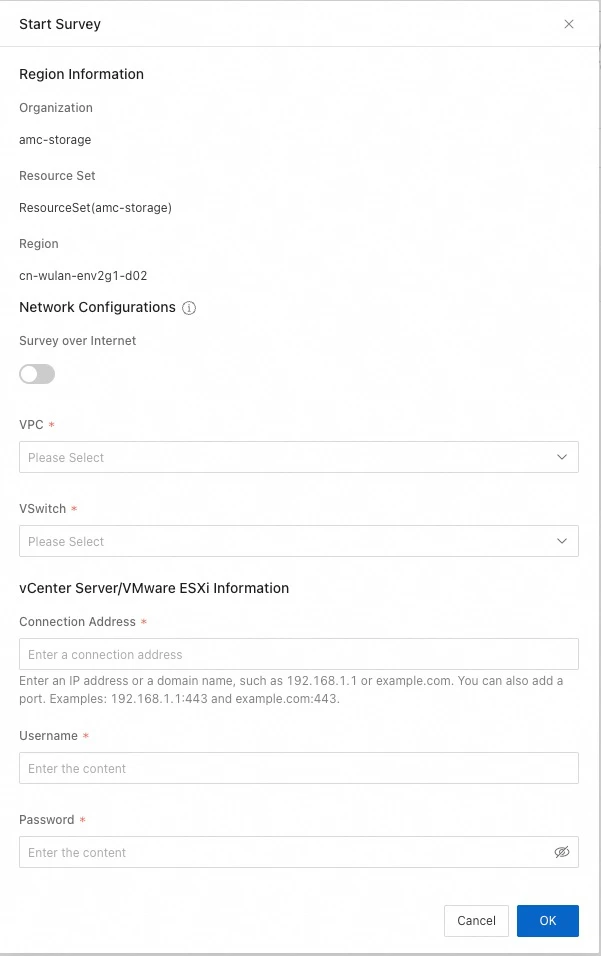 Start Survey
Region Information
Organization
amc-storage
Resource Set
ResourceSet(amc-storage)
Region
cn-wulan-env2g1-d02
Network Configurations
Survey over Internet
VPC *
Please Select
VSwitch *
Please Select
vCenter Server/VMware ESXi Information
Connection Address *
Enter a connection address
Enter an IP address or a domain name, such as 192.168.1.1 or example.com. You can also add a
port. Examples: 192.168.1.1:443 and example.com:443.
Username *
Enter the content
Password *
Enter the content
Cancel OK